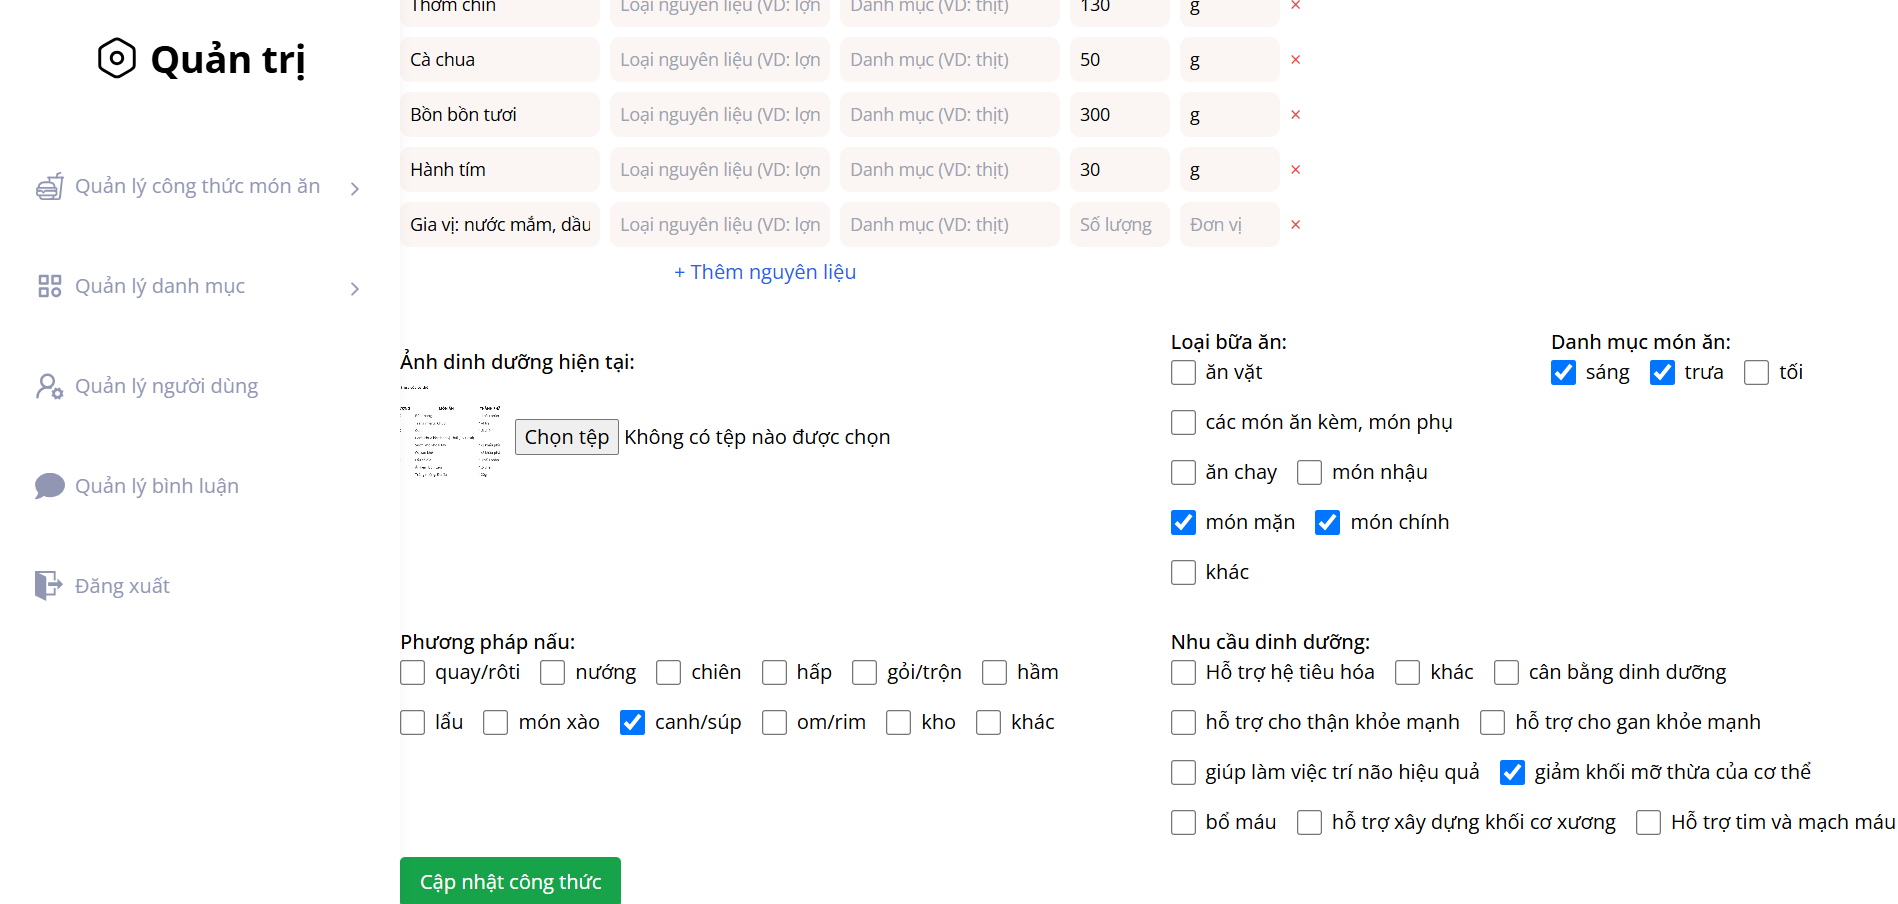 Quản trị
Quản lý công thức món ăn
Quản lý danh mục
Quản lý người dùng
Quản lý bình luận
Đăng xuất
Thơm chín Loại nguyên liệu (VD: lợn Danh mục (VD: thịt) 130 g ×
Cà chua Loại nguyên liệu (VD: lợn Danh mục (VD: thịt) 50 g ×
Bồn bồn tươi Loại nguyên liệu (VD: lợn Danh mục (VD: thịt) 300 g ×
Hành tím Loại nguyên liệu (VD: lợn Danh mục (VD: thịt) 30 g ×
Gia vị: nước mắm, dầu Loại nguyên liệu (VD: lợn Danh mục (VD: thịt) Số lượng Đơn vị ×
+ Thêm nguyên liệu
Ảnh dinh dưỡng hiện tại:
Chọn tệp Không có tệp nào được chọn
Loại bữa ăn:
ăn vặt
các món ăn kèm, món phụ
ăn chay món nhậu
món mặn món chính
khác
Danh mục món ăn:
sáng trưa tối
Phương pháp nấu:
quay/rôti nướng chiên hấp gỏi/trộn hầm
lẩu món xào canh/súp om/rim kho khác
Nhu cầu dinh dưỡng:
Hỗ trợ hệ tiêu hóa khác cân bằng dinh dưỡng
hỗ trợ cho thận khỏe mạnh hỗ trợ cho gan khỏe mạnh
giúp làm việc trí não hiệu quả giảm khối mỡ thừa của cơ thể
bổ máu hỗ trợ xây dựng khối cơ xương Hỗ trợ tim và mạch máu
Cập nhật công thức